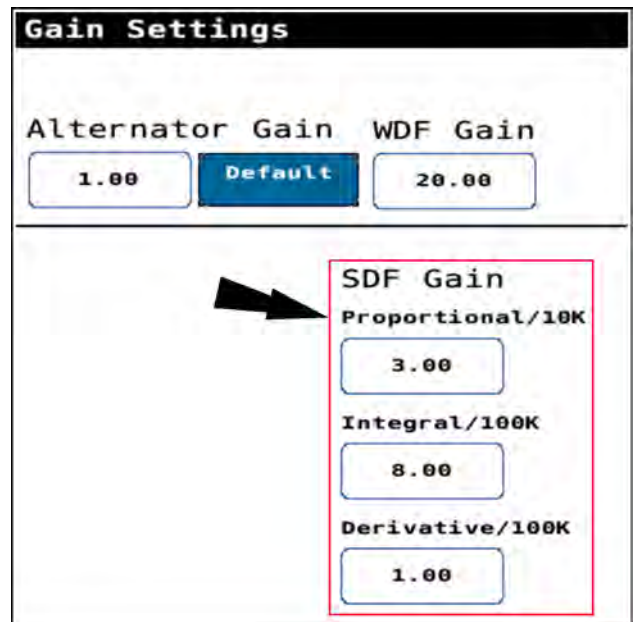 Gain Settings
Alternator Gain WDF Gain
1.00 Default 20.00
SDF Gain
Proportional/10K
3.00
Integral/100K
8.00
Derivative/100K
1.00